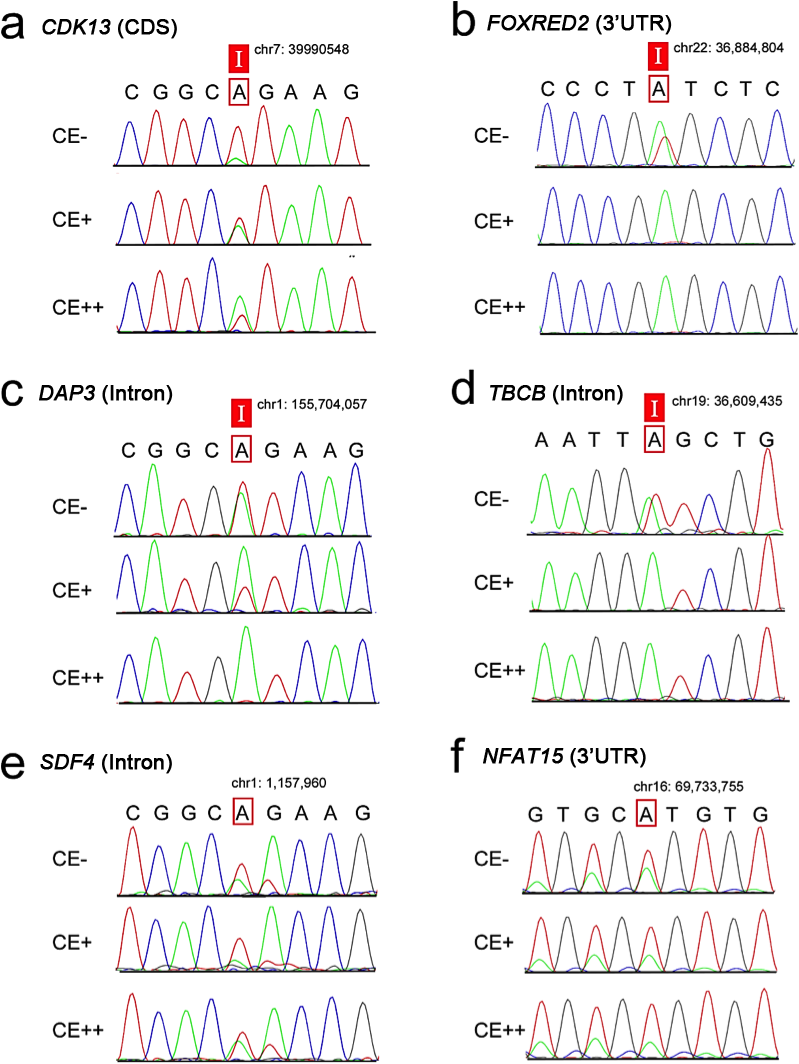 a CDK13 (CDS)
chr7: 39990548
I
C G G C A G A A G
CE-
CE+
CE++
b FOXRED2 (3'UTR)
chr22: 36,884,804
I
C C C T A T C T C
CE-
CE+
CE++
c DAP3 (Intron)
chr1: 155,704,057
I
C G G C A G A A G
CE-
CE+
CE++
d TBCB (Intron)
chr19: 36,609,435
I
A A T T A G C T G
CE-
CE+
CE++
e SDF4 (Intron)
chr1: 1,157,960
C G G C A G A A G
CE-
CE+
CE++
f NFAT15 (3'UTR)
chr16: 69,733,755
G T G C A T G T G
CE-
CE+
CE++